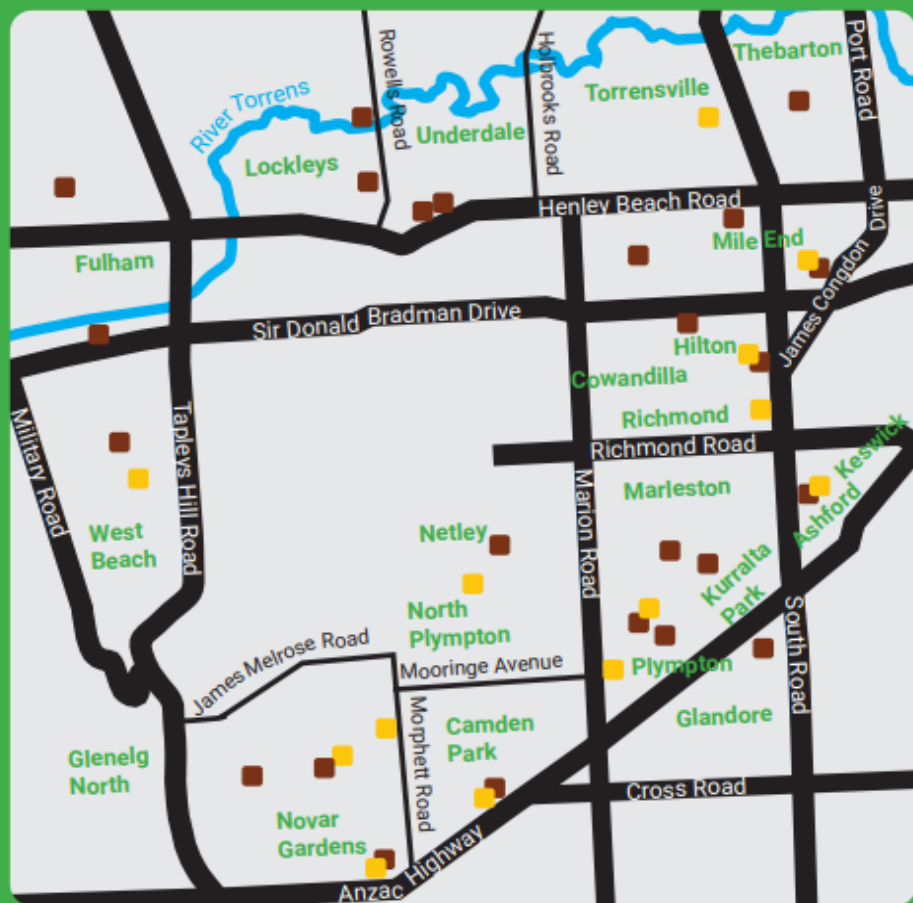 Thebarton
Port Road
Holbrooks Road
Rowells Road
Torrensville
River Torrens
Underdale
Lockleys
Henley Beach Road
Drive
Mile End
Fulham
James Congdon
Sir Donald Bradman Drive
Hilton
Cowandilla
Richmond
Richmond Road
Keswick
Military Road
Tapleys Hill Road
Marion Road
Marleston
Ashford
West
Beach
Netley
Kurralta
Park
North
Plympton
South Road
James Melrose Road
Mooringe Avenue
Plympton
Morphett Road
Camden
Park
Glandore
Glenelg
North
Cross Road
Novar
Gardens
Anzac Highway